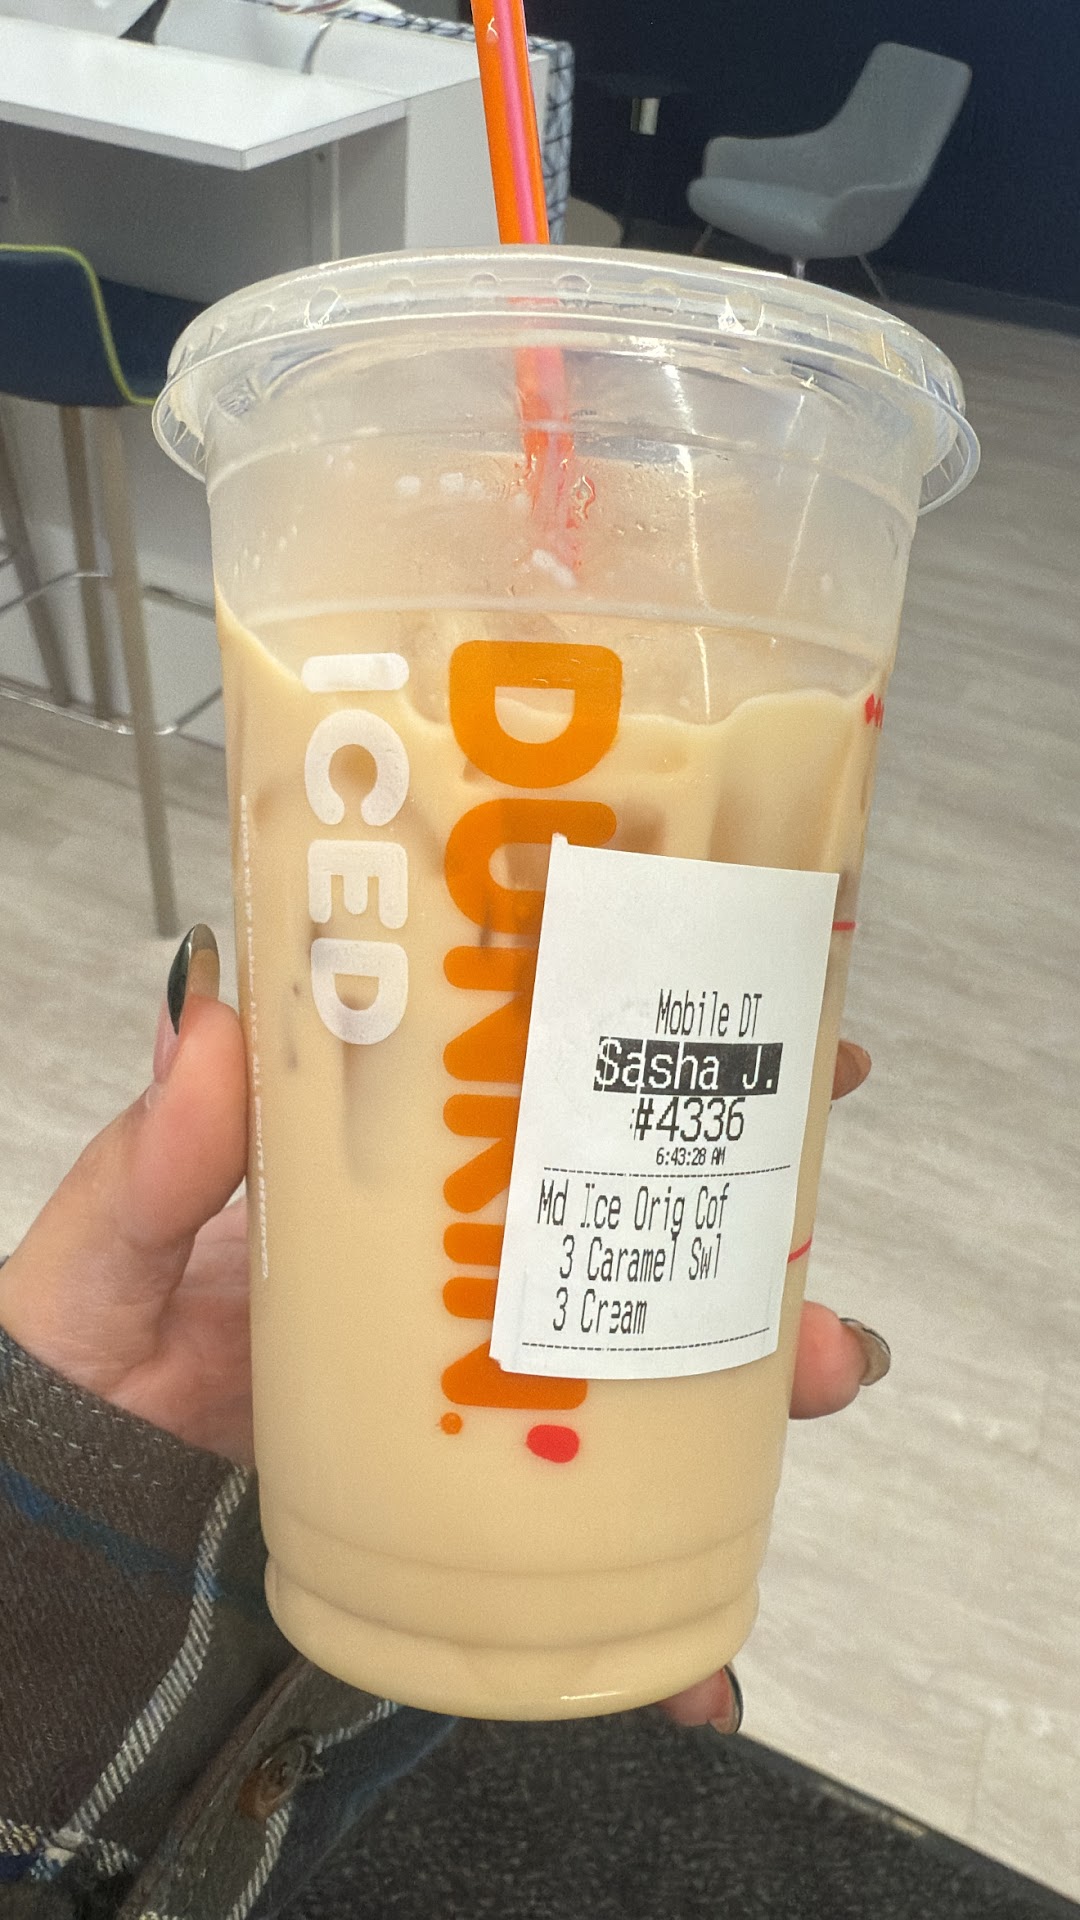 ICED
DUNKIN'
Mobile DT
Sasha J.
#4336
6:43:28 AM
Md Ice Orig Cof
3 Caramel Swl
3 Cream